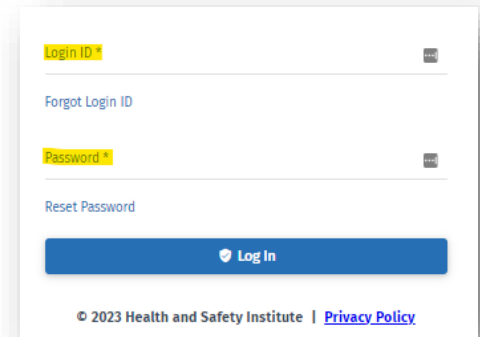 Login ID *
Forgot Login ID
Password *
Reset Password
Log In
© 2023 Health and Safety Institute | Privacy Policy